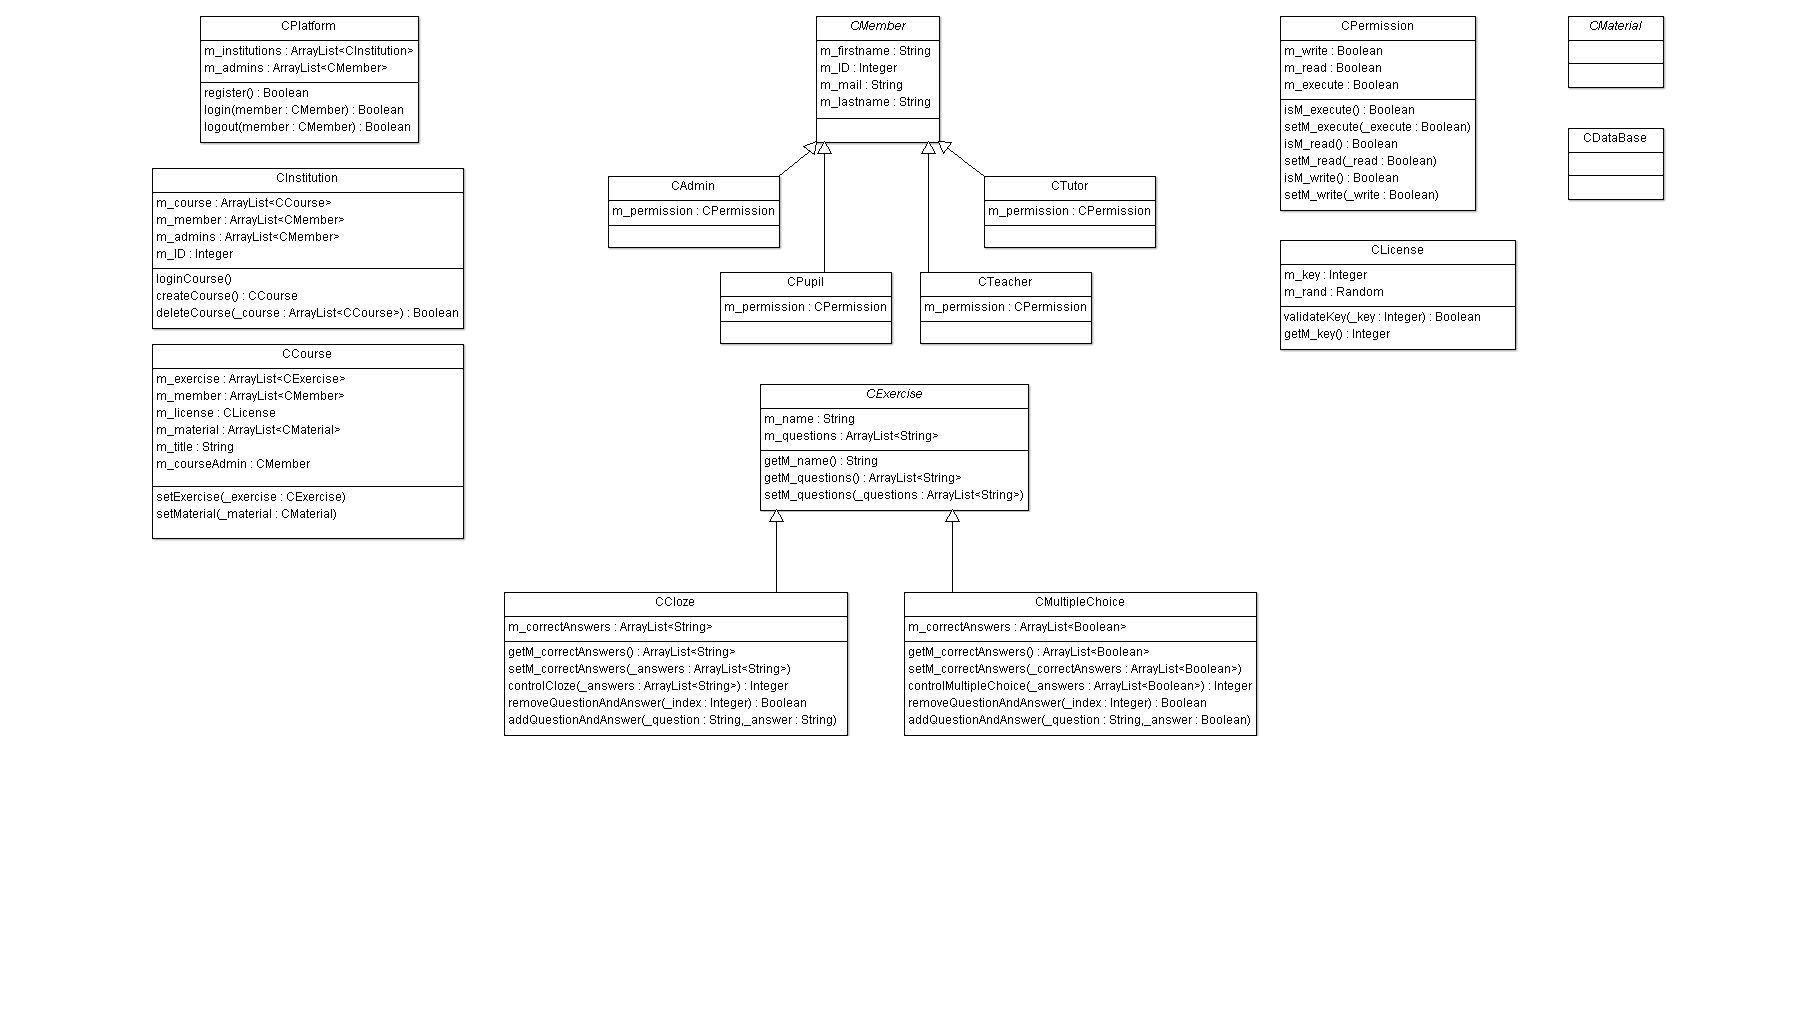 CPlatform
m_institutions : ArrayList<CInstitution>
m_admins : ArrayList<CMember>
register() : Boolean
login(member : CMember) : Boolean
logout(member : CMember) : Boolean
CInstitution
m_course : ArrayList<CCourse>
m_member : ArrayList<CMember>
m_admins : ArrayList<CMember>
m_ID : Integer
loginCourse()
createCourse() : CCourse
deleteCourse(_course : ArrayList<CCourse>) : Boolean
CCourse
m_exercise : ArrayList<CExercise>
m_member : ArrayList<CMember>
m_license : CLicense
m_material : ArrayList<CMaterial>
m_title : String
m_courseAdmin : CMember
setExercise(_exercise : CExercise)
setMaterial(_material : CMaterial)
CMember
m_firstname : String
m_ID : Integer
m_mail : String
m_lastname : String
CAdmin
m_permission : CPermission
CTutor
m_permission : CPermission
CPupil
m_permission : CPermission
CTeacher
m_permission : CPermission
CExercise
m_name : String
m_questions : ArrayList<String>
getM_name() : String
getM_questions() : ArrayList<String>
setM_questions(_questions : ArrayList<String>)
CCloze
m_correctAnswers : ArrayList<String>
getM_correctAnswers() : ArrayList<String>
setM_correctAnswers(_answers : ArrayList<String>)
controlCloze(_answers : ArrayList<String>) : Integer
removeQuestionAndAnswer(_index : Integer) : Boolean
addQuestionAndAnswer(_question : String,_answer : String)
CMultipleChoice
m_correctAnswers : ArrayList<Boolean>
getM_correctAnswers() : ArrayList<Boolean>
setM_correctAnswers(_correctAnswers : ArrayList<Boolean>)
controlMultipleChoice(_answers : ArrayList<Boolean>) : Integer
removeQuestionAndAnswer(_index : Integer) : Boolean
addQuestionAndAnswer(_question : String,_answer : Boolean)
CPermission
m_write : Boolean
m_read : Boolean
m_execute : Boolean
isM_execute() : Boolean
setM_execute(_execute : Boolean)
isM_read() : Boolean
setM_read(_read : Boolean)
isM_write() : Boolean
setM_write(_write : Boolean)
CLicense
m_key : Integer
m_rand : Random
validateKey(_key : Integer) : Boolean
getM_key() : Integer
CMaterial
CDataBase